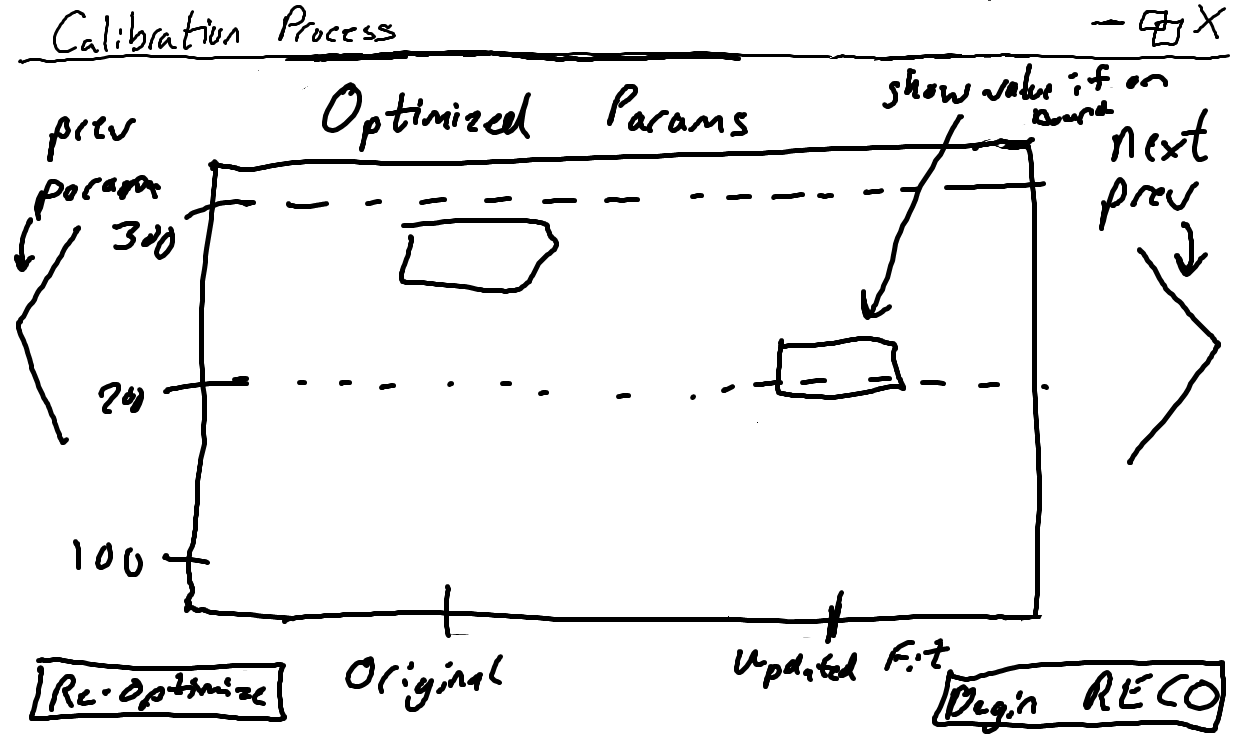 Calibration Process
X
Optimized Params
show value if on
Bound
prev
param
next
prev
300
200
100
Original
Updated Fit
Re-Optimize
Begin RECO